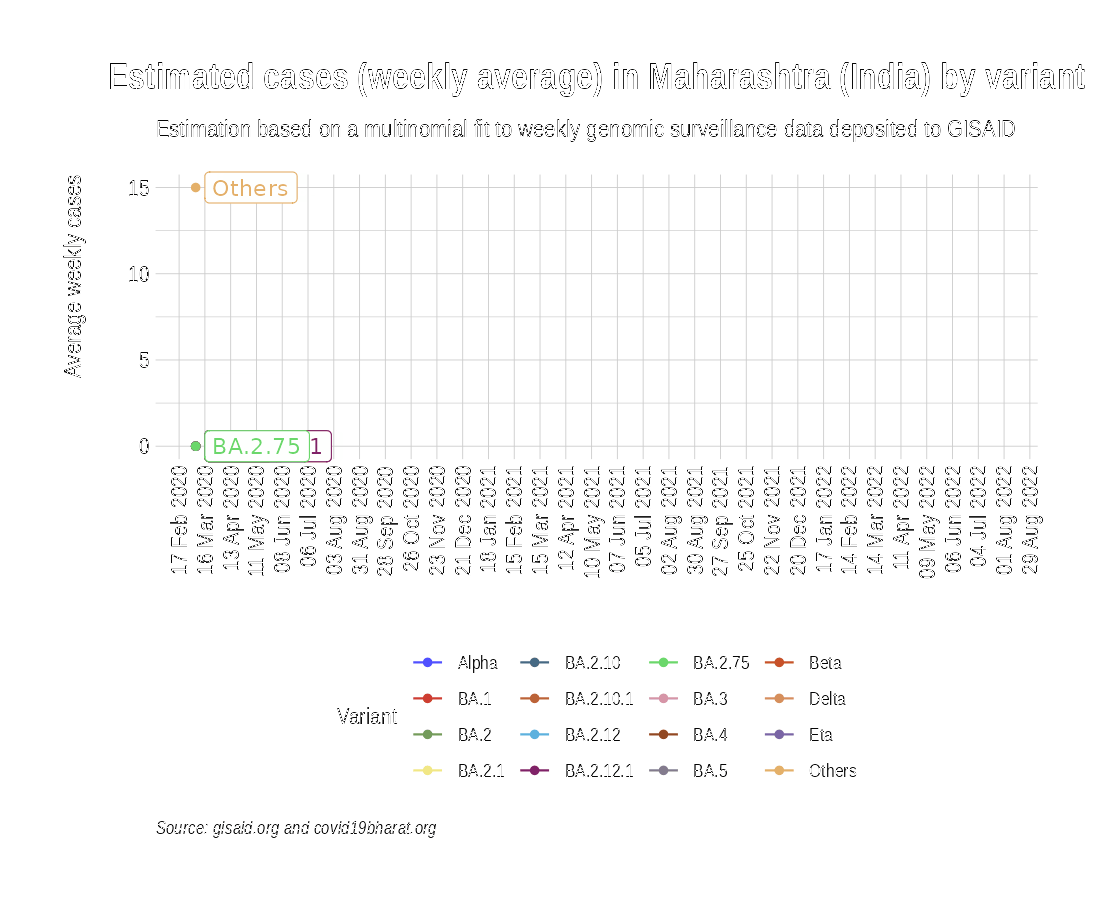 Estimated cases (weekly average) in Maharashtra (India) by variant
Estimation based on a multinomial fit to weekly genomic surveillance data deposited to GISAID
Average weekly cases
15
10
5
0
Others
BA.2.75
1
17 Feb 2020
16 Mar 2020
13 Apr 2020
11 May 2020
08 Jun 2020
06 Jul 2020
03 Aug 2020
31 Aug 2020
28 Sep 2020
26 Oct 2020
23 Nov 2020
21 Dec 2020
18 Jan 2021
15 Feb 2021
15 Mar 2021
12 Apr 2021
10 May 2021
07 Jun 2021
05 Jul 2021
02 Aug 2021
30 Aug 2021
27 Sep 2021
25 Oct 2021
22 Nov 2021
20 Dec 2021
17 Jan 2022
14 Feb 2022
14 Mar 2022
11 Apr 2022
09 May 2022
06 Jun 2022
04 Jul 2022
01 Aug 2022
29 Aug 2022
Variant
Alpha
BA.1
BA.2
BA.2.1
BA.2.10
BA.2.10.1
BA.2.12
BA.2.12.1
BA.2.75
BA.3
BA.4
BA.5
Beta
Delta
Eta
Others
Source: gisaid.org and covid19bharat.org